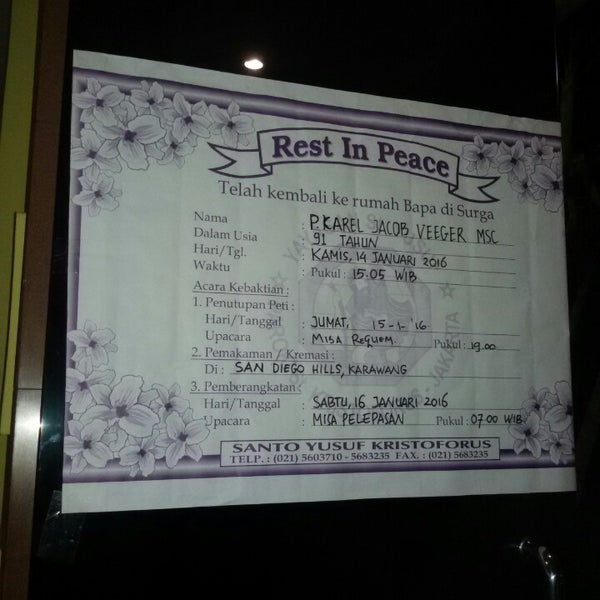 Rest In Peace
Telah kembali ke rumah Bapa di Surga
Nama : P. KAREL JACOB VEEGER MSC
Dalam Usia : 91 TAHUN
Hari/Tgl. : KAMIS, 14 JANUARI 2016
Waktu : Pukul : 15.05 WIB
Acara Kebaktian :
1. Penutupan Peti :
Hari/Tanggal : JUMAT, 15-1-'16
Upacara : MISA REQUEM Pukul : 19.00
2. Pemakaman / Kremasi :
Di : SAN DIEGO HILLS, KARAWANG
3. Pemberangkatan :
Hari/Tanggal : SABTU, 16 JANUARI 2016
Upacara : MISA PELEPASAN Pukul : 07.00 WIB
SANTO YUSUF KRISTOFORUS
TELP. : (021) 5603710 - 5683235 FAX. : (021) 5683235
JAKARTA